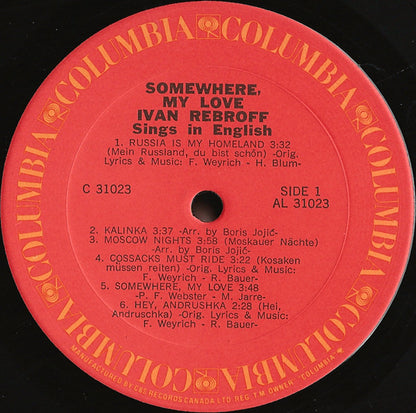 COLUMBIA COLUMBIA COLUMBIA COLUMBIA COLUMBIA COLUMBIA
SOMEWHERE,
MY LOVE
IVAN REBROFF
Sings in English
1. RUSSIA IS MY HOMELAND 3:32
(Mein Russland, du bist schön) -Orig.
Lyrics & Music: F. Weyrich - H. Blum-
C 31023
SIDE 1
AL 31023
2. KALINKA 3:37 -Arr. by Boris Jojić-
3. MOSCOW NIGHTS 3:58 (Moskauer Nächte)
-Arr. by Boris Jojić-
4. COSSACKS MUST RIDE 3:22 (Kosaken
müssen reiten) -Orig. Lyrics & Music:
F. Weyrich - R. Bauer-
5. SOMEWHERE, MY LOVE 3:48
-P. F. Webster - M. Jarre-
6. HEY, ANDRUSHKA 2:28 (Hei,
Andruschka) -Orig. Lyrics & Music:
F. Weyrich - R. Bauer-
MANUFACTURED BY CBS RECORDS CANADA LTD. REG. T'M OWNER. "COLUMBIA"